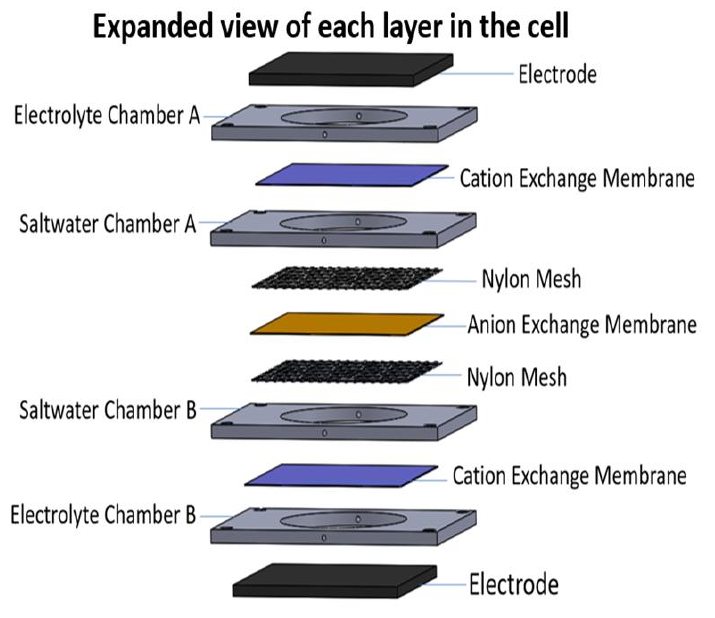 Expanded view of each layer in the cell
Electrode
Electrolyte Chamber A
Cation Exchange Membrane
Saltwater Chamber A
Nylon Mesh
Anion Exchange Membrane
Nylon Mesh
Saltwater Chamber B
Cation Exchange Membrane
Electrolyte Chamber B
Electrode